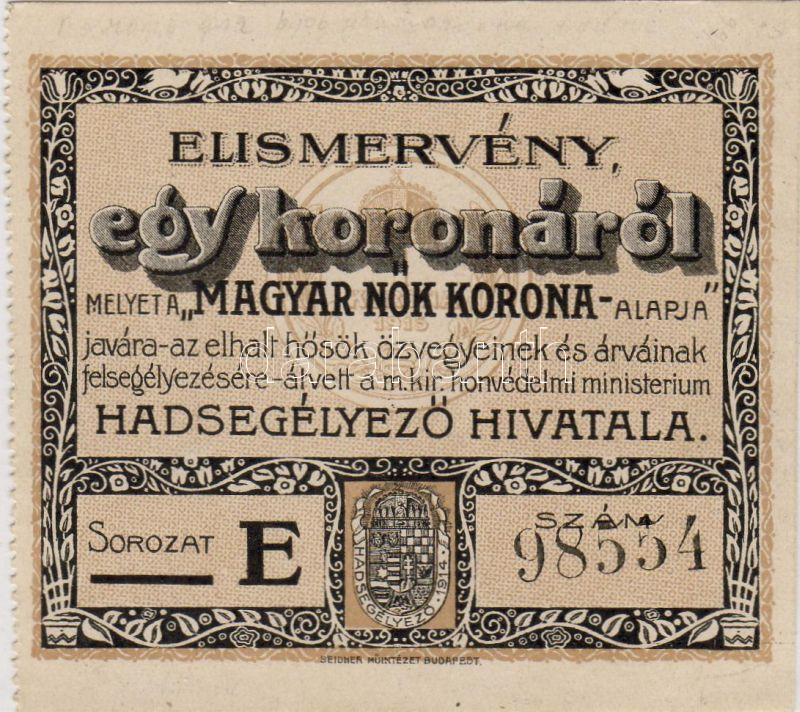 ELISMERVÉNY,
egy koronáról
MELYET A „MAGYAR NŐK KORONA-ALAPJA"
javára-az elhalt hősök özvegyeinek és árváinak
felsegélyezésére-átvett a m.kir. honvédelmi ministerium
HADSEGÉLYEZŐ HIVATALA.
SOROZAT E
SZÁM
98554
HADSEGÉLYEZŐ 1914
SEIDNER MŰINTÉZET BUDAPEST.